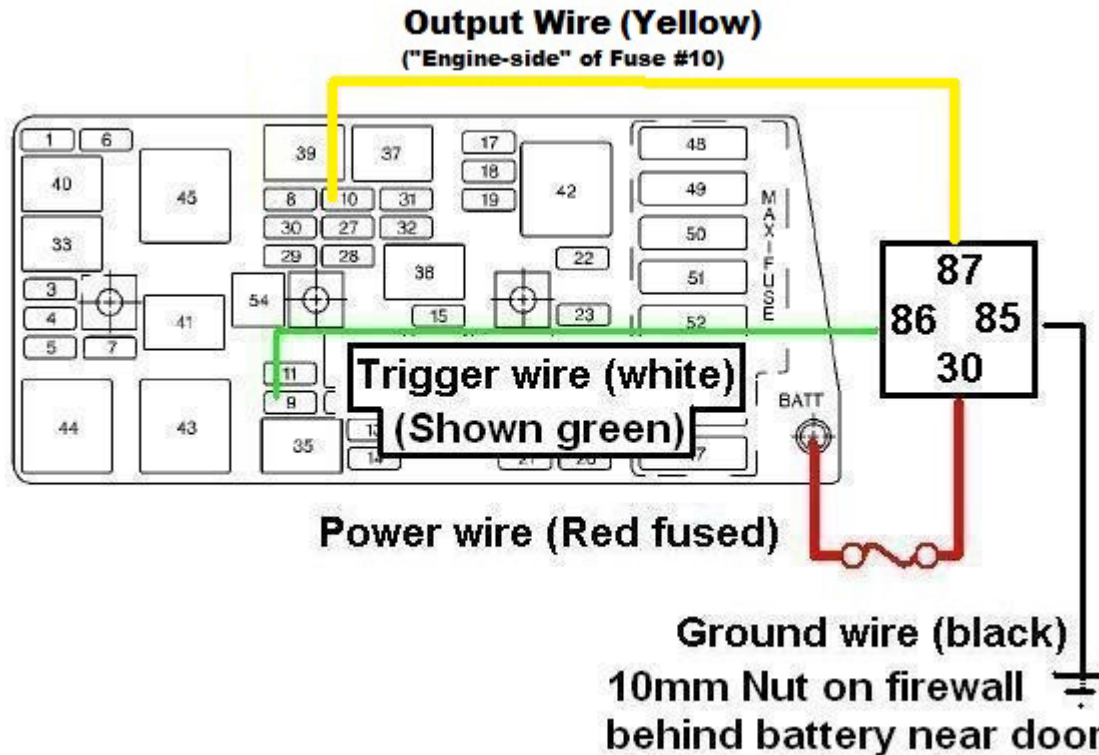 Output Wire (Yellow)
("Engine-side" of Fuse #10)
1 6
39 37
17
48
40
45
18
42
49
8 10 31
19
MAXIFUSE
33
30 27 32
50
29 28
38
22
51
87
3
54
4
41
15
23
52
86 85
5 7
30
11
Trigger wire (white)
BATT
9
(Shown green)
44
43
35
13
14
21
Power wire (Red fused)
Ground wire (black)
10mm Nut on firewall
behind battery near door